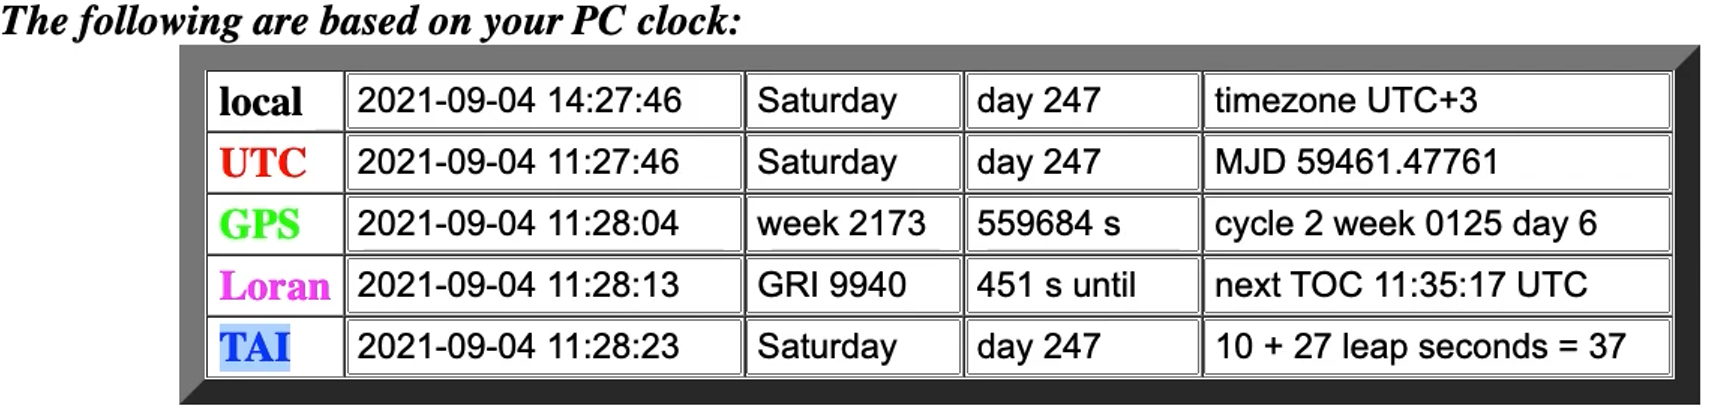 The following are based on your PC clock:
local 2021-09-04 14:27:46 Saturday day 247 timezone UTC+3
UTC 2021-09-04 11:27:46 Saturday day 247 MJD 59461.47761
GPS 2021-09-04 11:28:04 week 2173 559684 s cycle 2 week 0125 day 6
Loran 2021-09-04 11:28:13 GRI 9940 451 s until next TOC 11:35:17 UTC
TAI 2021-09-04 11:28:23 Saturday day 247 10 + 27 leap seconds = 37